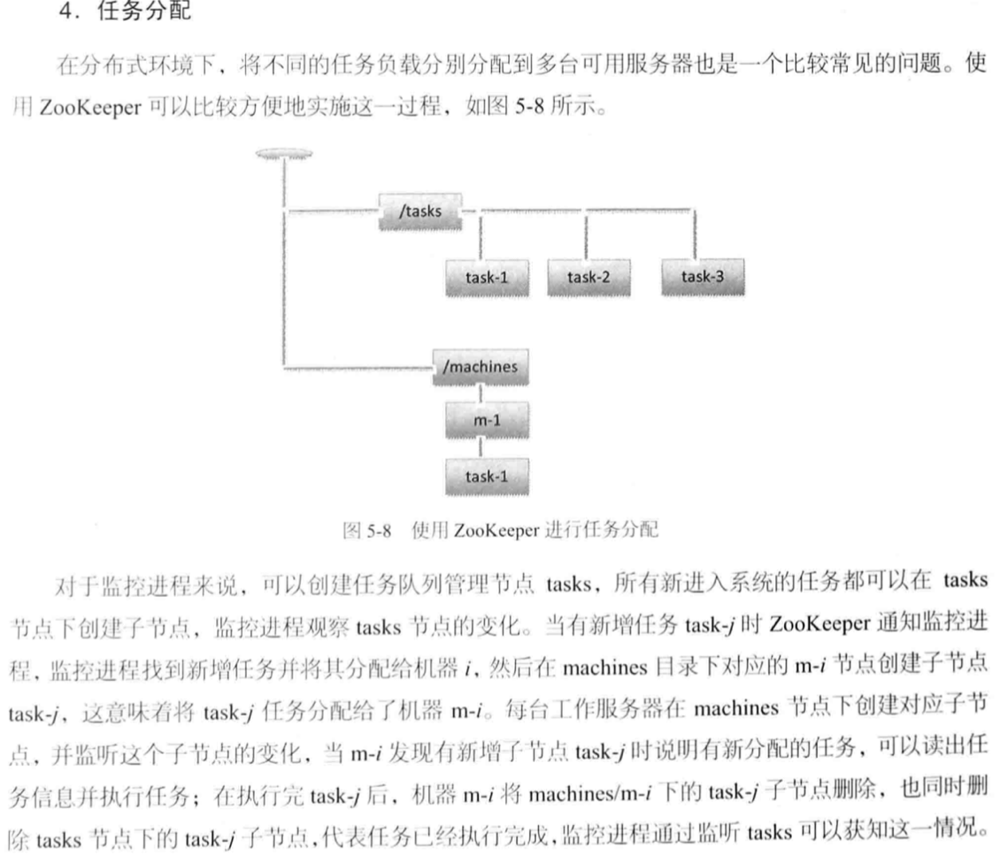 4. 任务分配
在分布式环境下，将不同的任务负载分别分配到多台可用服务器也是一个比较常见的问题。使
用 ZooKeeper 可以比较方便地实施这一过程，如图 5-8 所示。
/tasks
task-1 task-2 task-3
/machines
m-1
task-1
图 5-8 使用 ZooKeeper 进行任务分配
对于监控进程来说，可以创建任务队列管理节点 tasks，所有新进入系统的任务都可以在 tasks
节点下创建子节点，监控进程观察 tasks 节点的变化。当有新增任务 task-j 时 ZooKeeper 通知监控进
程，监控进程找到新增任务并将其分配给机器 i，然后在 machines 目录下对应的 m-i 节点创建子节点
task-j，这意味着将 task-j 任务分配给了机器 m-i。每台工作服务器在 machines 节点下创建对应子节
点，并监听这个子节点的变化，当 m-i 发现有新增子节点 task-j 时说明有新分配的任务，可以读出任
务信息并执行任务；在执行完 task-j 后，机器 m-i 将 machines/m-i 下的 task-j 子节点删除，也同时删
除 tasks 节点下的 task-j 子节点，代表任务已经执行完成，监控进程通过监听 tasks 可以获知这一情况。